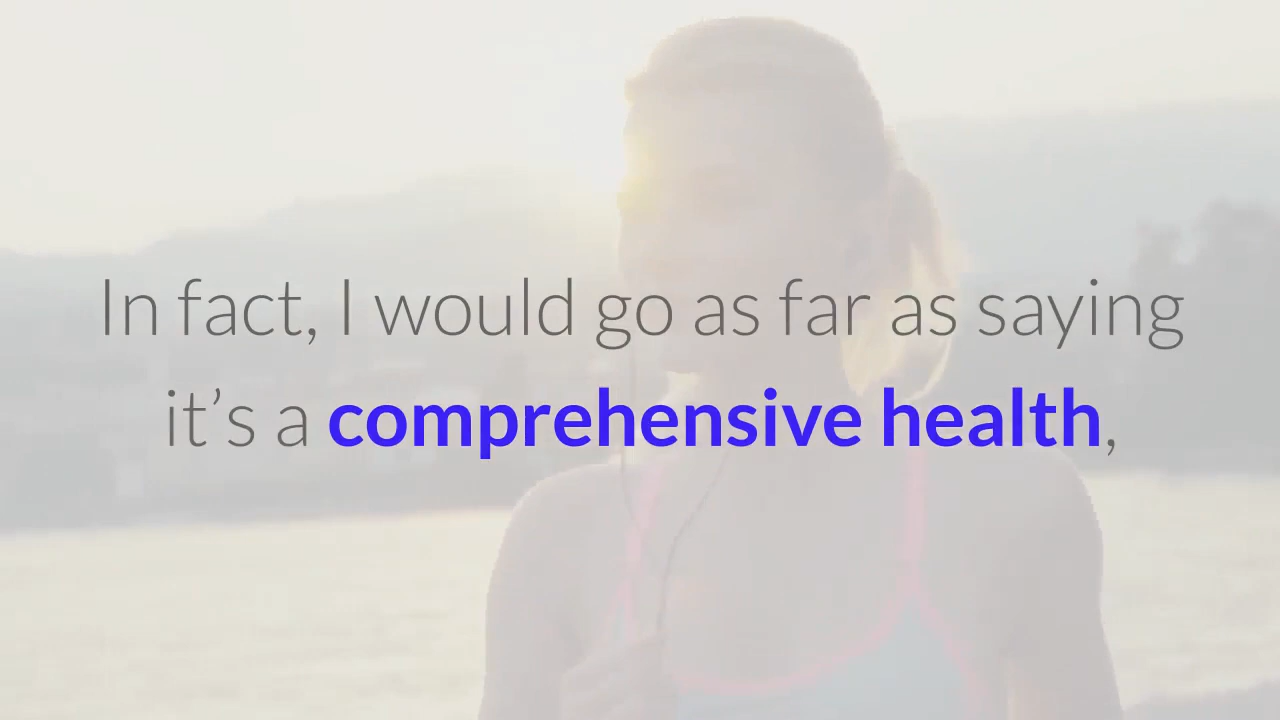 In fact, I would go as far as saying
it’s a comprehensive health,